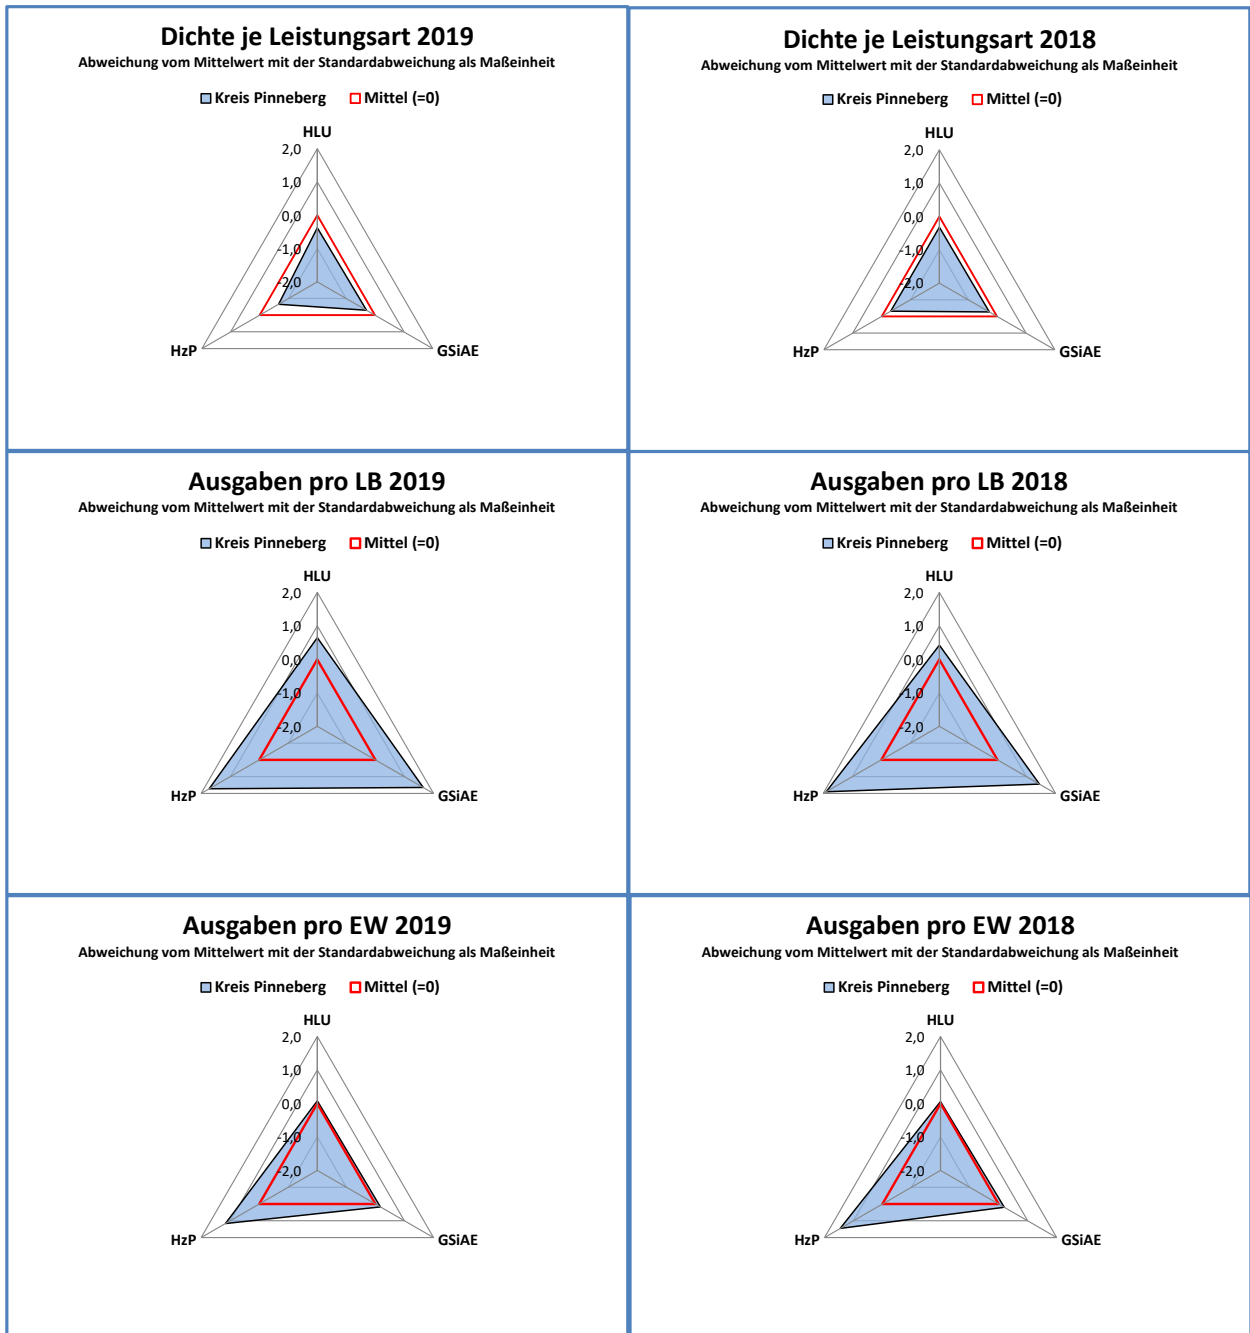 Dichte je Leistungsart 2019
Abweichung vom Mittelwert mit der Standardabweichung als Maßeinheit
Kreis Pinneberg Mittel (=0)
HLU
2,0
1,0
0,0
-1,0
-2,0
HzP GSiAE
Dichte je Leistungsart 2018
Abweichung vom Mittelwert mit der Standardabweichung als Maßeinheit
Kreis Pinneberg Mittel (=0)
HLU
2,0
1,0
0,0
-1,0
-2,0
HzP GSiAE
Ausgaben pro LB 2019
Abweichung vom Mittelwert mit der Standardabweichung als Maßeinheit
Kreis Pinneberg Mittel (=0)
HLU
2,0
1,0
0,0
-1,0
-2,0
HzP GSiAE
Ausgaben pro LB 2018
Abweichung vom Mittelwert mit der Standardabweichung als Maßeinheit
Kreis Pinneberg Mittel (=0)
HLU
2,0
1,0
0,0
-1,0
-2,0
HzP GSiAE
Ausgaben pro EW 2019
Abweichung vom Mittelwert mit der Standardabweichung als Maßeinheit
Kreis Pinneberg Mittel (=0)
HLU
2,0
1,0
0,0
-1,0
-2,0
HzP GSiAE
Ausgaben pro EW 2018
Abweichung vom Mittelwert mit der Standardabweichung als Maßeinheit
Kreis Pinneberg Mittel (=0)
HLU
2,0
1,0
0,0
-1,0
-2,0
HzP GSiAE